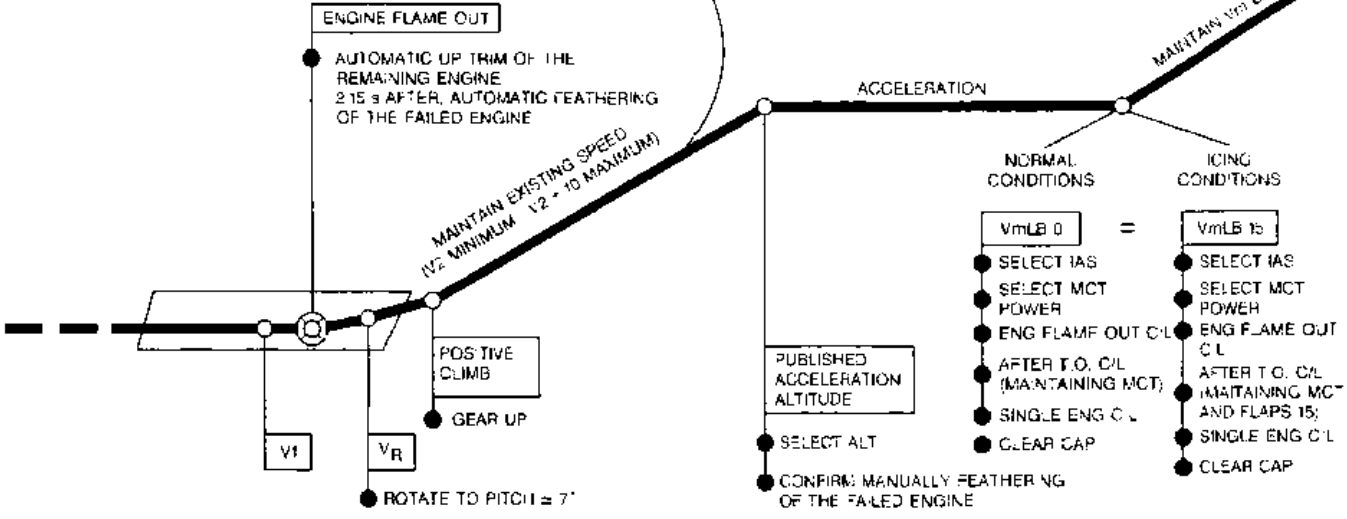 ENGINE FLAME OUT
AUTOMATIC UP TRIM OF THE
REMAINING ENGINE
2.15 s AFTER, AUTOMATIC FEATHERING
OF THE FAILED ENGINE
MAINTAIN EXISTING SPEED
(V2 MINIMUM V2 + 10 MAXIMUM)
ACCELERATION
MAINTAIN
NORMAL
CONDITIONS
ICING
CONDITIONS
VmLB 0
=
VmLB 15
SELECT IAS
SELECT MCT
POWER
ENG FLAME OUT C/L
AFTER T.O. C/L
(MAINTAINING MCT)
SINGLE ENG C/L
CLEAR CAP
SELECT IAS
SELECT MCT
POWER
ENG FLAME OUT
C/L
AFTER T.O. C/L
(MAITAINING MCT
AND FLAPS 15)
SINGLE ENG C/L
CLEAR CAP
POSITIVE
CLIMB
GEAR UP
V1
VR
ROTATE TO PITCH ≃ 7°
PUBLISHED
ACCELERATION
ALTITUDE
SELECT ALT
CONFIRM MANUALLY FEATHERING
OF THE FAILED ENGINE